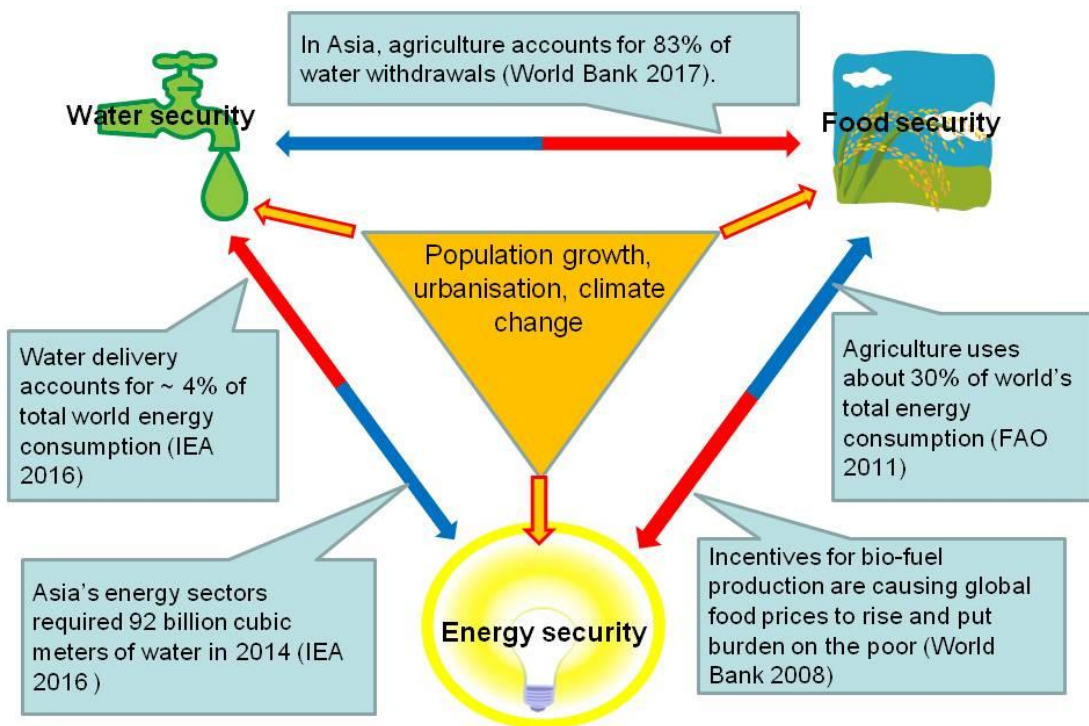 In Asia, agriculture accounts for 83% of
water withdrawals (World Bank 2017).
Water security
Food security
Population growth,
urbanisation, climate
change
Water delivery
accounts for ~ 4% of
total world energy
consumption (IEA
2016)
Agriculture uses
about 30% of world's
total energy
consumption (FAO
2011)
Asia's energy sectors
required 92 billion cubic
meters of water in 2014 (IEA
2016 )
Energy security
Incentives for bio-fuel
production are causing global
food prices to rise and put
burden on the poor (World
Bank 2008)